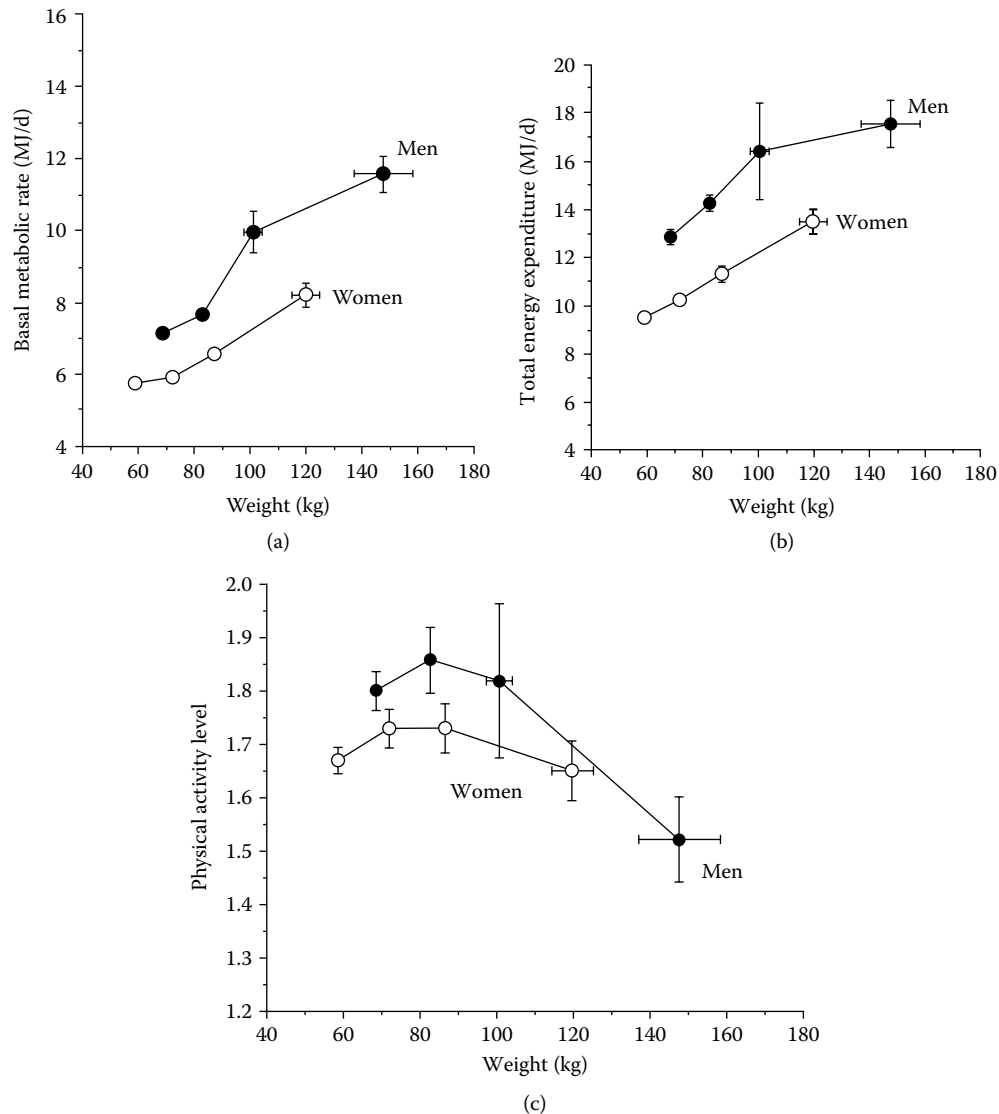 16
14
12
10
8
6
4
Basal metabolic rate (MJ/d)
Men
Women
40 60 80 100 120 140 160 180
Weight (kg)
(a)
20
18
16
14
12
10
8
6
4
Total energy expenditure (MJ/d)
Men
Women
40 60 80 100 120 140 160 180
Weight (kg)
(b)
2.0
1.9
1.8
1.7
1.6
1.5
1.4
1.3
1.2
Physical activity level
Women
Men
40 60 80 100 120 140 160 180
Weight (kg)
(c)